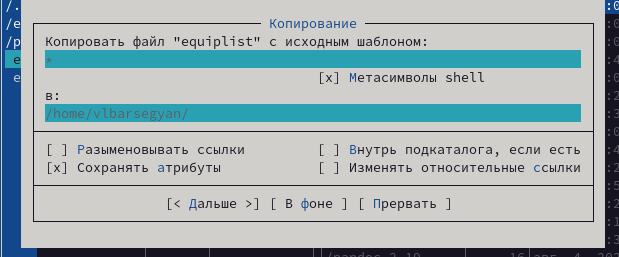 Копирование
Копировать файл "equiplist" с исходным шаблоном:
*
[x] Метасимволы shell
в:
/home/vlbarsegyan/
[ ] Разыменовывать ссылки [ ] Внутрь подкаталога, если есть
[x] Сохранять атрибуты [ ] Изменять относительные ссылки
[< Дальше >] [ В фоне ] [ Прервать ]